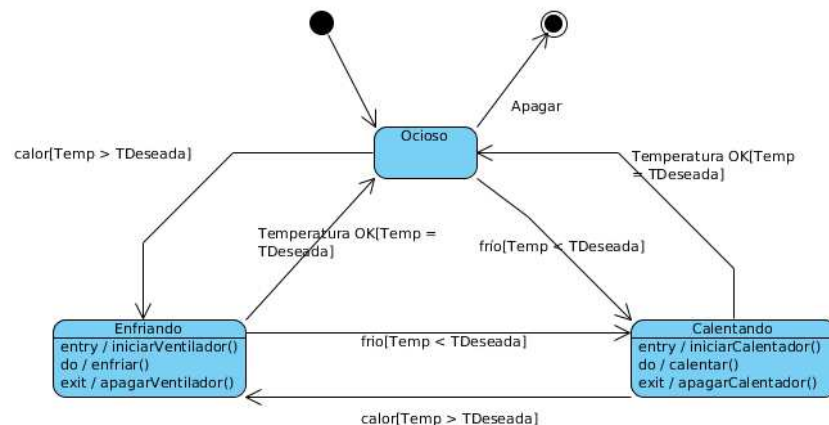 Apagar
Ocioso
calor[Temp > TDeseada]
Temperatura OK[Temp
= TDeseada]
Temperatura OK[Temp =
TDeseada]
frío[Temp < TDeseada]
Enfriando
entry / iniciarVentilador()
do / enfriar()
exit / apagarVentilador()
frio[Temp < TDeseada]
Calentando
entry / iniciarCalentador()
do / calentar()
exit / apagarCalentador()
calor[Temp > TDeseada]